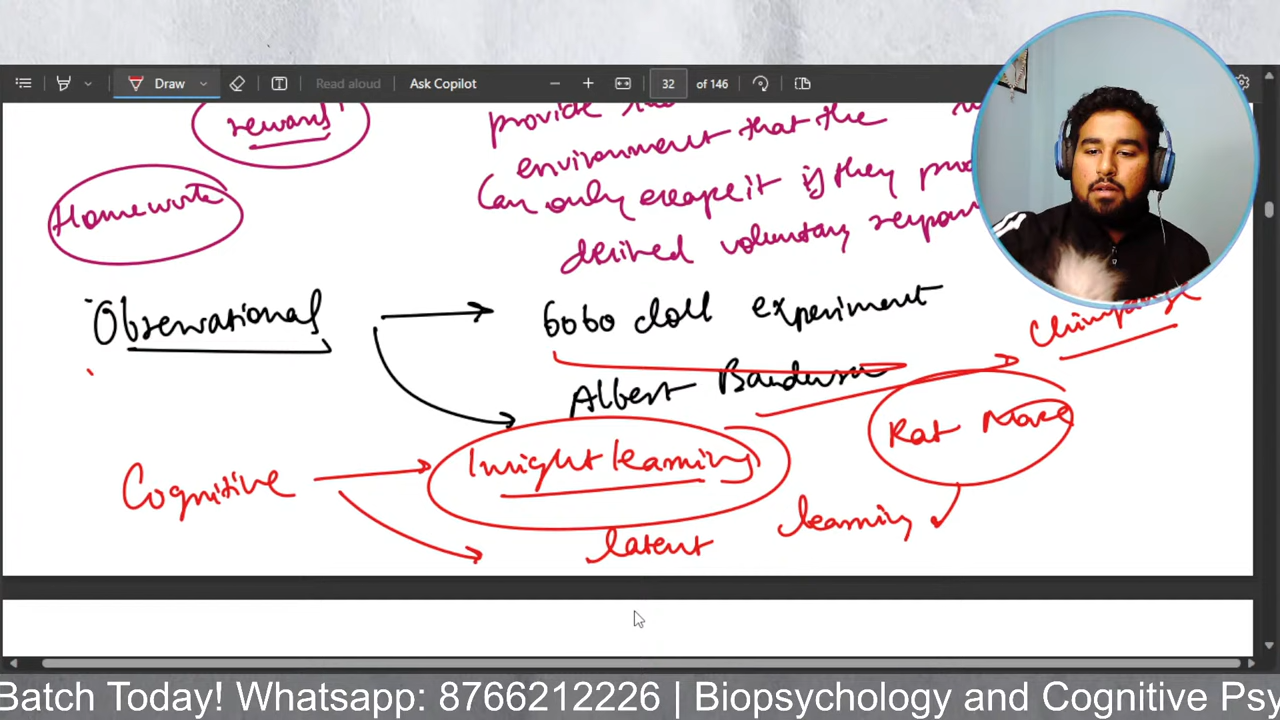 Draw
Read aloud
Ask Copilot
32
of 146
reward
provide
environment that the
Homework
Can only escape it if they
desired voluntary
Observational
bobo doll experiment
Albert Bandura
Rat Maze
Cognitive
Insight learning
learning
latent
Batch Today! Whatsapp: 8766212226 | Biopsychology and Cognitive Psy